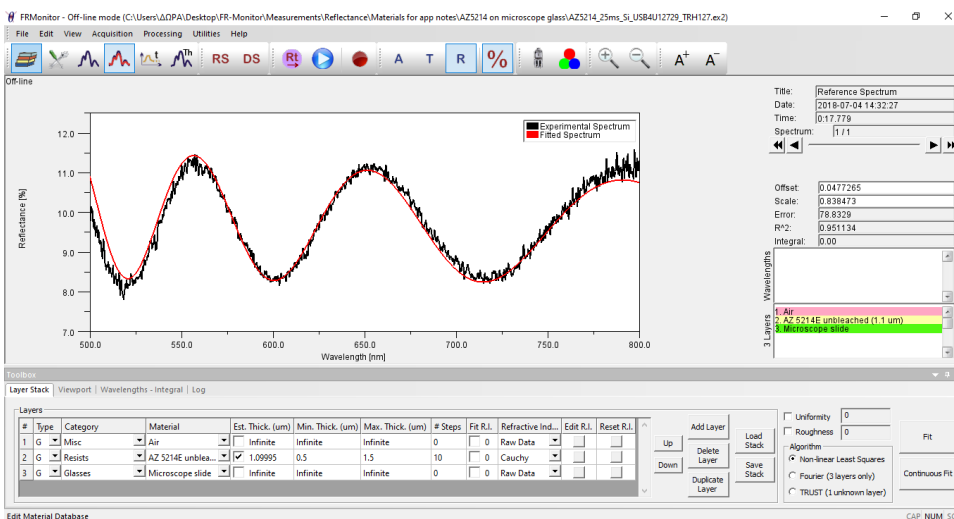 FRMonitor - Off-line mode (C:\Users\ΔΩΡΑ\Desktop\FR-Monitor\Measurements\Reflectance\Materials for app notes\AZ5214 on microscope glass\AZ5214_25ms_Si_USB4U12729_TRH127.ex2)
File Edit View Acquisition Processing Utilities Help
Th RS DS Rt A T R % A+ A-
Off-line
Title: Reference Spectrum
Date: 2018-07-04 14:32:27
Time: 0:17.779
Spectrum: 1 / 1
Offset: 0.0477265
Scale: 0.838473
Error: 78.8329
R^2: 0.951134
Integral: 0.00
Wavelengths
3 Layers
1. Air
2. AZ 5214E unbleached (1.1 um)
3. Microscope slide
Experimental Spectrum
Fitted Spectrum
Reflectance [%]
12.0
11.0
10.0
9.0
8.0
7.0
500.0 550.0 600.0 650.0 700.0 750.0 800.0
Wavelength [nm]
Toolbox
Layer Stack Viewport | Wavelengths - Integral | Log
Layers
# Type Category Material Est. Thick. (um) Min. Thick. (um) Max. Thick. (um) # Steps Fit R.I. Refractive Ind... Edit R.I. Reset R.I.
1 G Misc Air Infinite Infinite Infinite 0 0 Raw Data
2 G Resists AZ 5214E unblea... 1.09995 0.5 1.5 10 0 Cauchy
3 G Glasses Microscope slide Infinite Infinite Infinite 0 0 Raw Data
Up
Down
Add Layer
Delete Layer
Duplicate Layer
Load Stack
Save Stack
Uniformity 0
Roughness 0
Algorithm
Non-linear Least Squares
Fourier (3 layers only)
TRUST (1 unknown layer)
Fit
Continuous Fit
Edit Material Database
CAP NUM